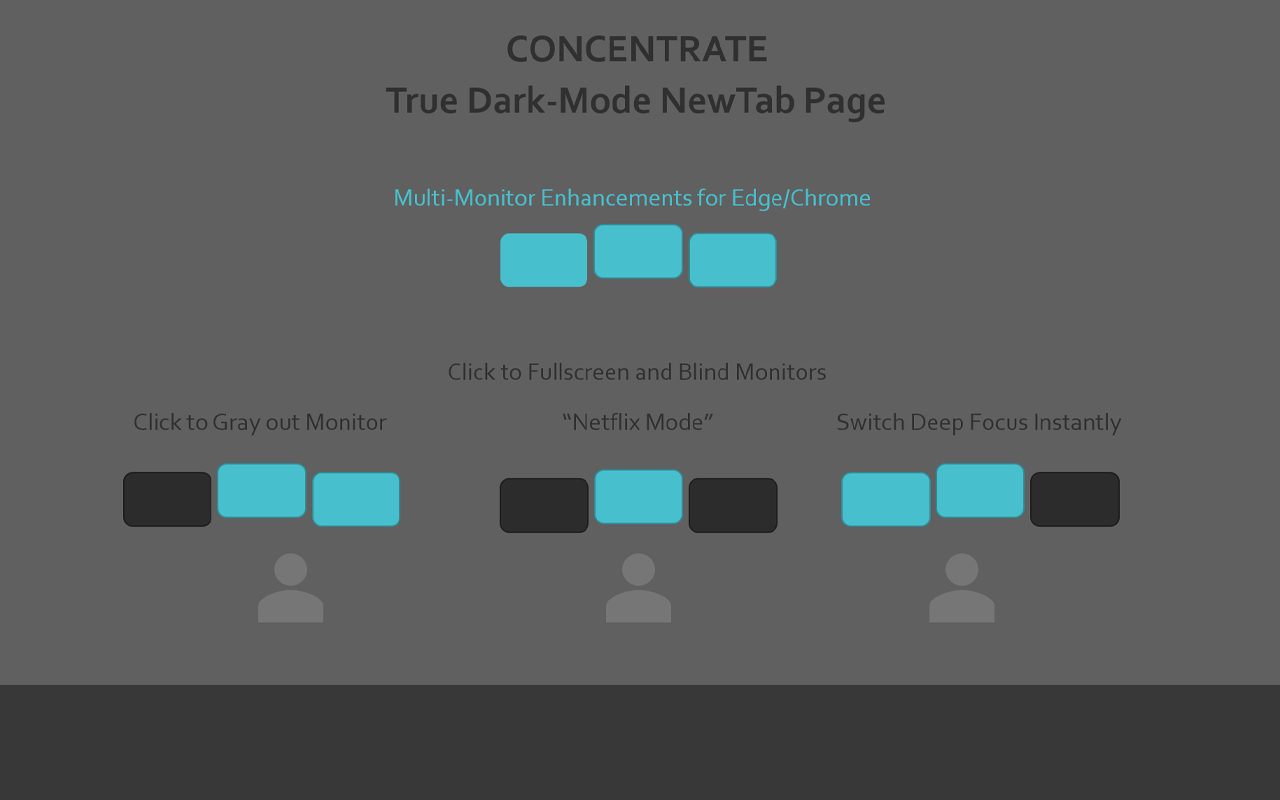 CONCENTRATE
True Dark-Mode NewTab Page
Multi-Monitor Enhancements for Edge/Chrome
Click to Fullscreen and Blind Monitors
Click to Gray out Monitor
“Netflix Mode”
Switch Deep Focus Instantly